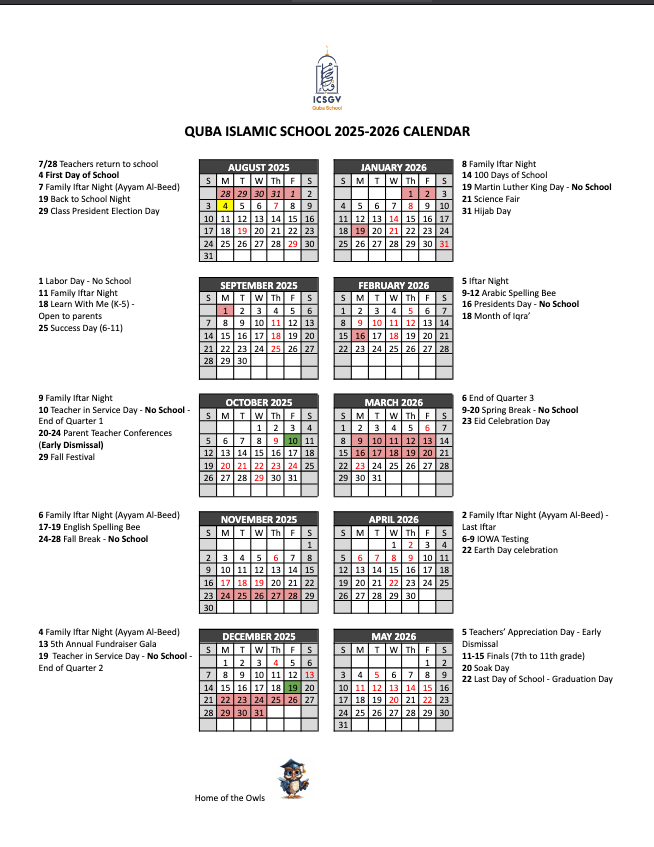 ICSGV
Quba School
QUBA ISLAMIC SCHOOL 2025-2026 CALENDAR
7/28 Teachers return to school
4 First Day of School
7 Family Iftar Night (Ayyam Al-Beed)
19 Back to School Night
29 Class President Election Day
AUGUST 2025
S M T W Th F S
28 29 30 31 1 2
3 4 5 6 7 8 9
10 11 12 13 14 15 16
17 18 19 20 21 22 23
24 25 26 27 28 29 30
31
JANUARY 2026
S M T W Th F S
1 2 3
4 5 6 7 8 9 10
11 12 13 14 15 16 17
18 19 20 21 22 23 24
25 26 27 28 29 30 31
8 Family Iftar Night
14 100 Days of School
19 Martin Luther King Day - No School
21 Science Fair
31 Hijab Day
1 Labor Day - No School
11 Family Iftar Night
18 Learn With Me (K-5) -
Open to parents
25 Success Day (6-11)
SEPTEMBER 2025
S M T W Th F S
1 2 3 4 5 6
7 8 9 10 11 12 13
14 15 16 17 18 19 20
21 22 23 24 25 26 27
28 29 30
FEBRUARY 2026
S M T W Th F S
1 2 3 4 5 6 7
8 9 10 11 12 13 14
15 16 17 18 19 20 21
22 23 24 25 26 27 28
5 Iftar Night
9-12 Arabic Spelling Bee
16 Presidents Day - No School
18 Month of Iqra'
9 Family Iftar Night
10 Teacher in Service Day - No School -
End of Quarter 1
20-24 Parent Teacher Conferences
(Early Dismissal)
29 Fall Festival
OCTOBER 2025
S M T W Th F S
1 2 3 4
5 6 7 8 9 10 11
12 13 14 15 16 17 18
19 20 21 22 23 24 25
26 27 28 29 30 31
MARCH 2026
S M T W Th F S
1 2 3 4 5 6 7
8 9 10 11 12 13 14
15 16 17 18 19 20 21
22 23 24 25 26 27 28
29 30 31
6 End of Quarter 3
9-20 Spring Break - No School
23 Eid Celebration Day
6 Family Iftar Night (Ayyam Al-Beed)
17-19 English Spelling Bee
24-28 Fall Break - No School
NOVEMBER 2025
S M T W Th F S
1
2 3 4 5 6 7 8
9 10 11 12 13 14 15
16 17 18 19 20 21 22
23 24 25 26 27 28 29
30
APRIL 2026
S M T W Th F S
1 2 3 4
5 6 7 8 9 10 11
12 13 14 15 16 17 18
19 20 21 22 23 24 25
26 27 28 29 30
2 Family Iftar Night (Ayyam Al-Beed) -
Last Iftar
6-9 IOWA Testing
22 Earth Day celebration
4 Family Iftar Night (Ayyam Al-Beed)
13 5th Annual Fundraiser Gala
19 Teacher in Service Day - No School -
End of Quarter 2
DECEMBER 2025
S M T W Th F S
1 2 3 4 5 6
7 8 9 10 11 12 13
14 15 16 17 18 19 20
21 22 23 24 25 26 27
28 29 30 31
MAY 2026
S M T W Th F S
1 2
3 4 5 6 7 8 9
10 11 12 13 14 15 16
17 18 19 20 21 22 23
24 25 26 27 28 29 30
31
5 Teachers' Appreciation Day - Early
Dismissal
11-15 Finals (7th to 11th grade)
20 Soak Day
22 Last Day of School - Graduation Day
Home of the Owls